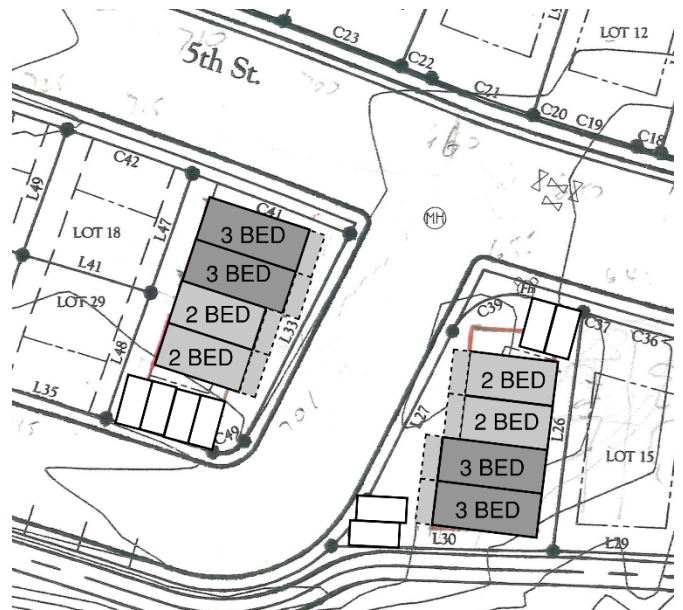 C23
LOT 12
5th St.
C22
C21
C20
C19
C18
C42
L49
LOT 18
L47
C41
MH
3 BED
3 BED
L41
LOT 29
2 BED
L33
2 BED
L48
L35
C39
Fh
C37
C36
2 BED
L27
2 BED
L26
3 BED
LOT 15
3 BED
L30
L29